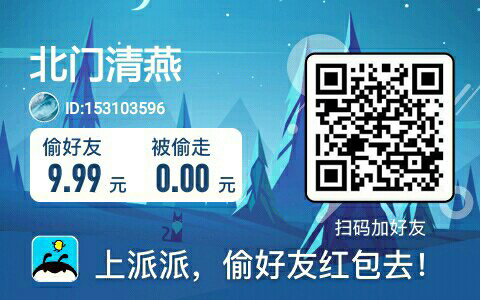 北门清燕
ID:153103596
偷好友 被偷走
9.99 元 0.00 元
扫码加好友
上派派，偷好友红包去！